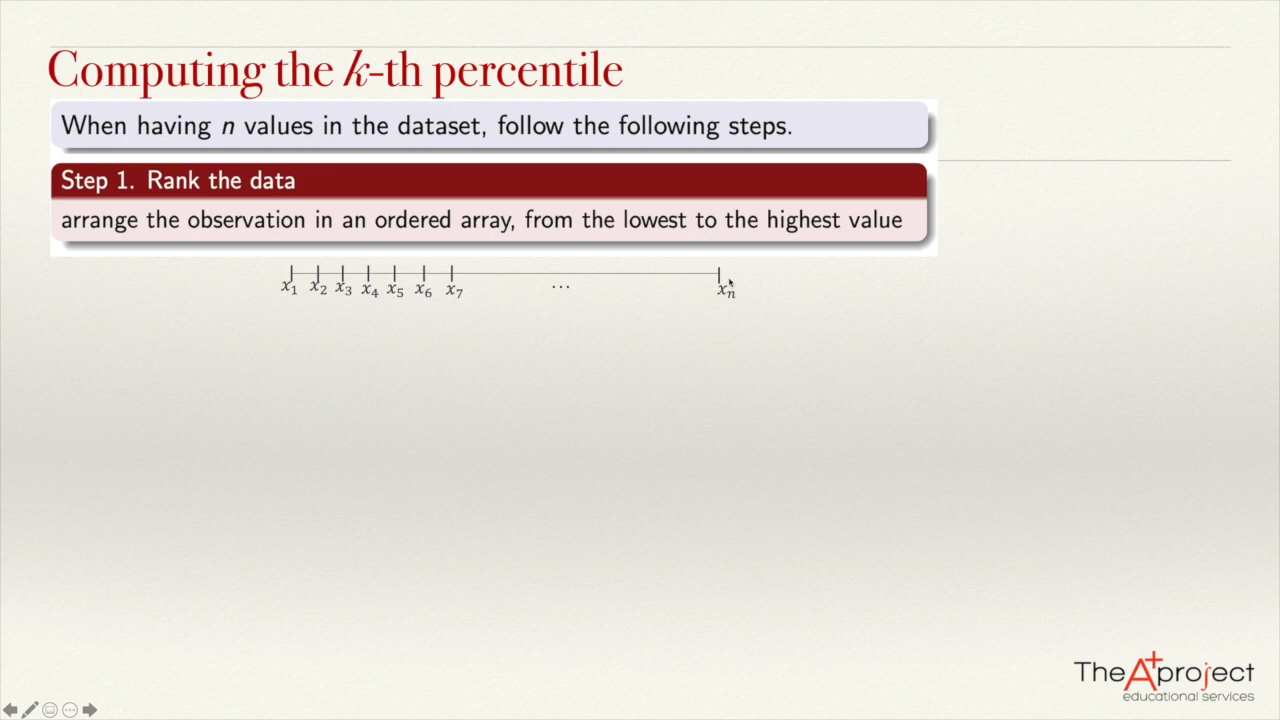 Computing the k-th percentile
When having n values in the dataset, follow the following steps.
Step 1. Rank the data
arrange the observation in an ordered array, from the lowest to the highest value
x₁ x₂ x₃ x₄ x₅ x₆ x₇ ... xₙ
The A+ project
educational services